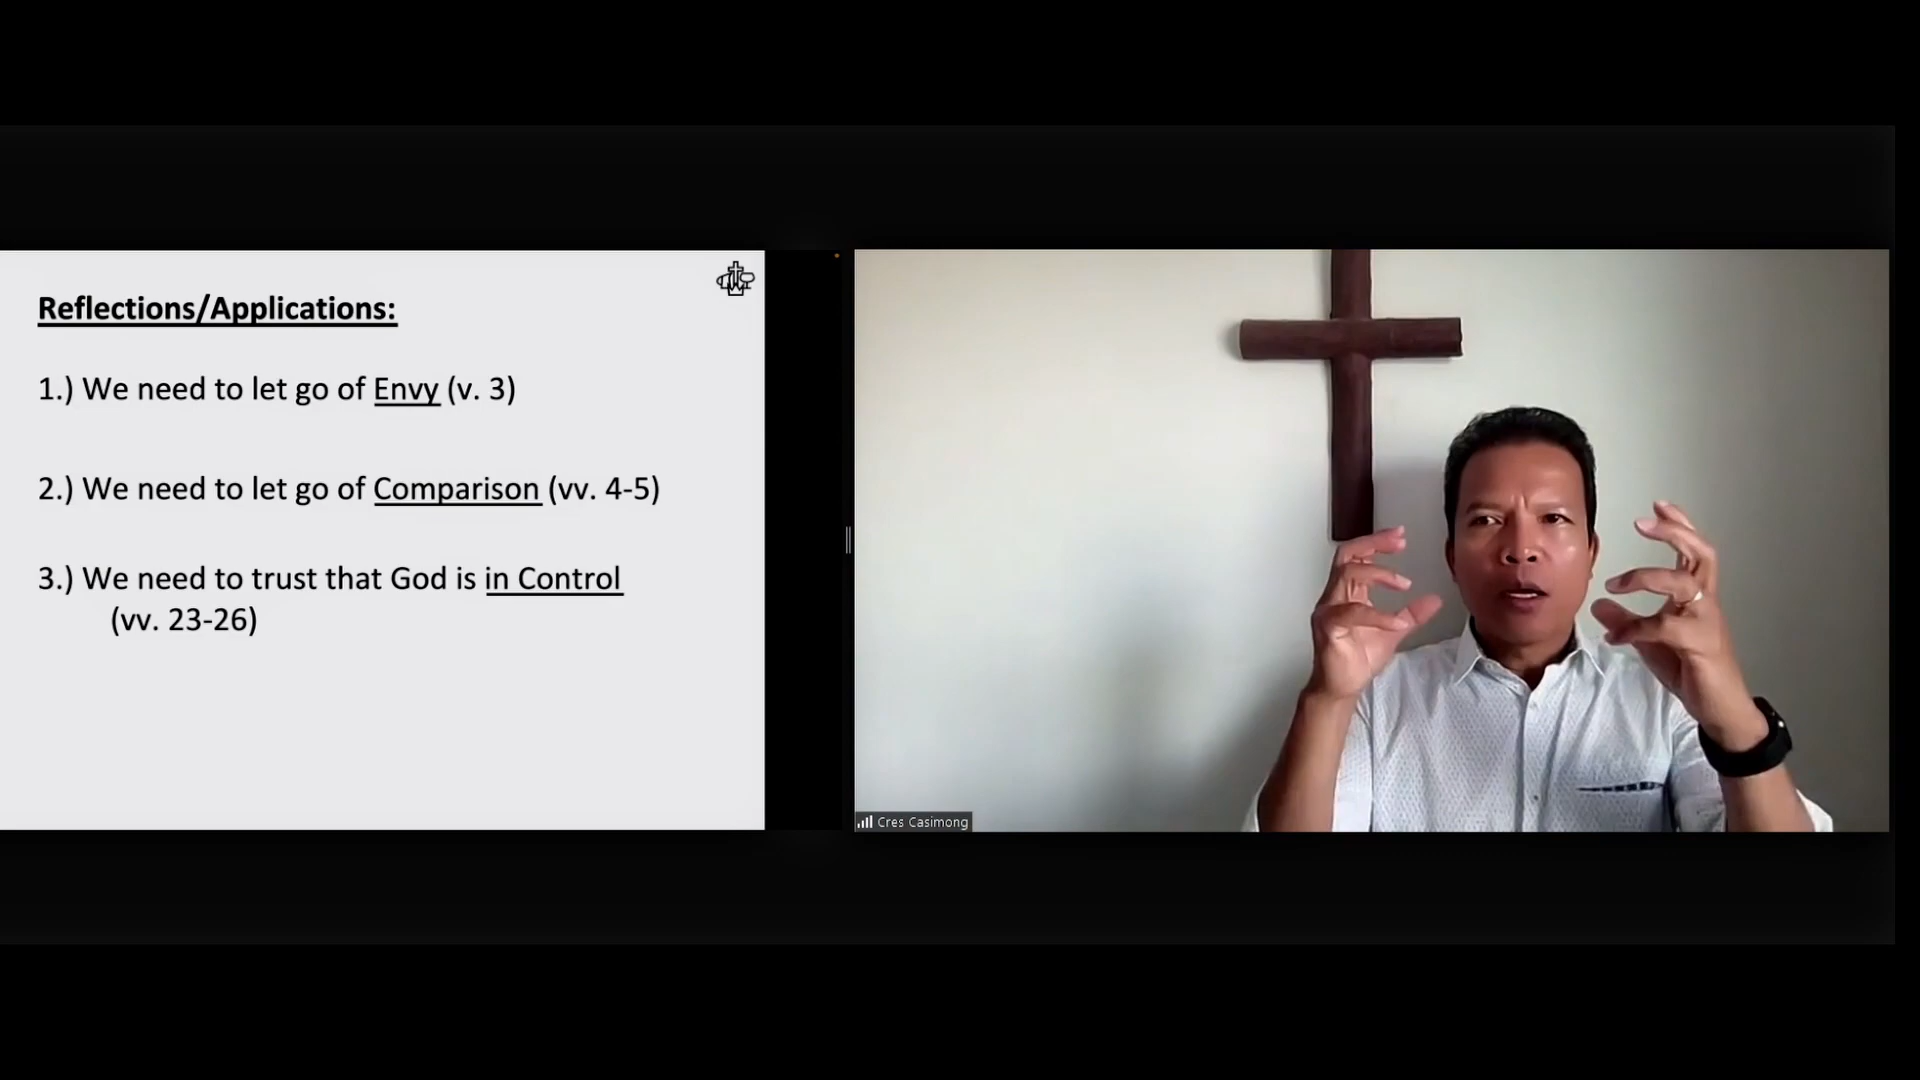 Reflections/Applications:
1.) We need to let go of Envy (v. 3)
2.) We need to let go of Comparison (vv. 4-5)
3.) We need to trust that God is in Control
(vv. 23-26)
Cres Casimong